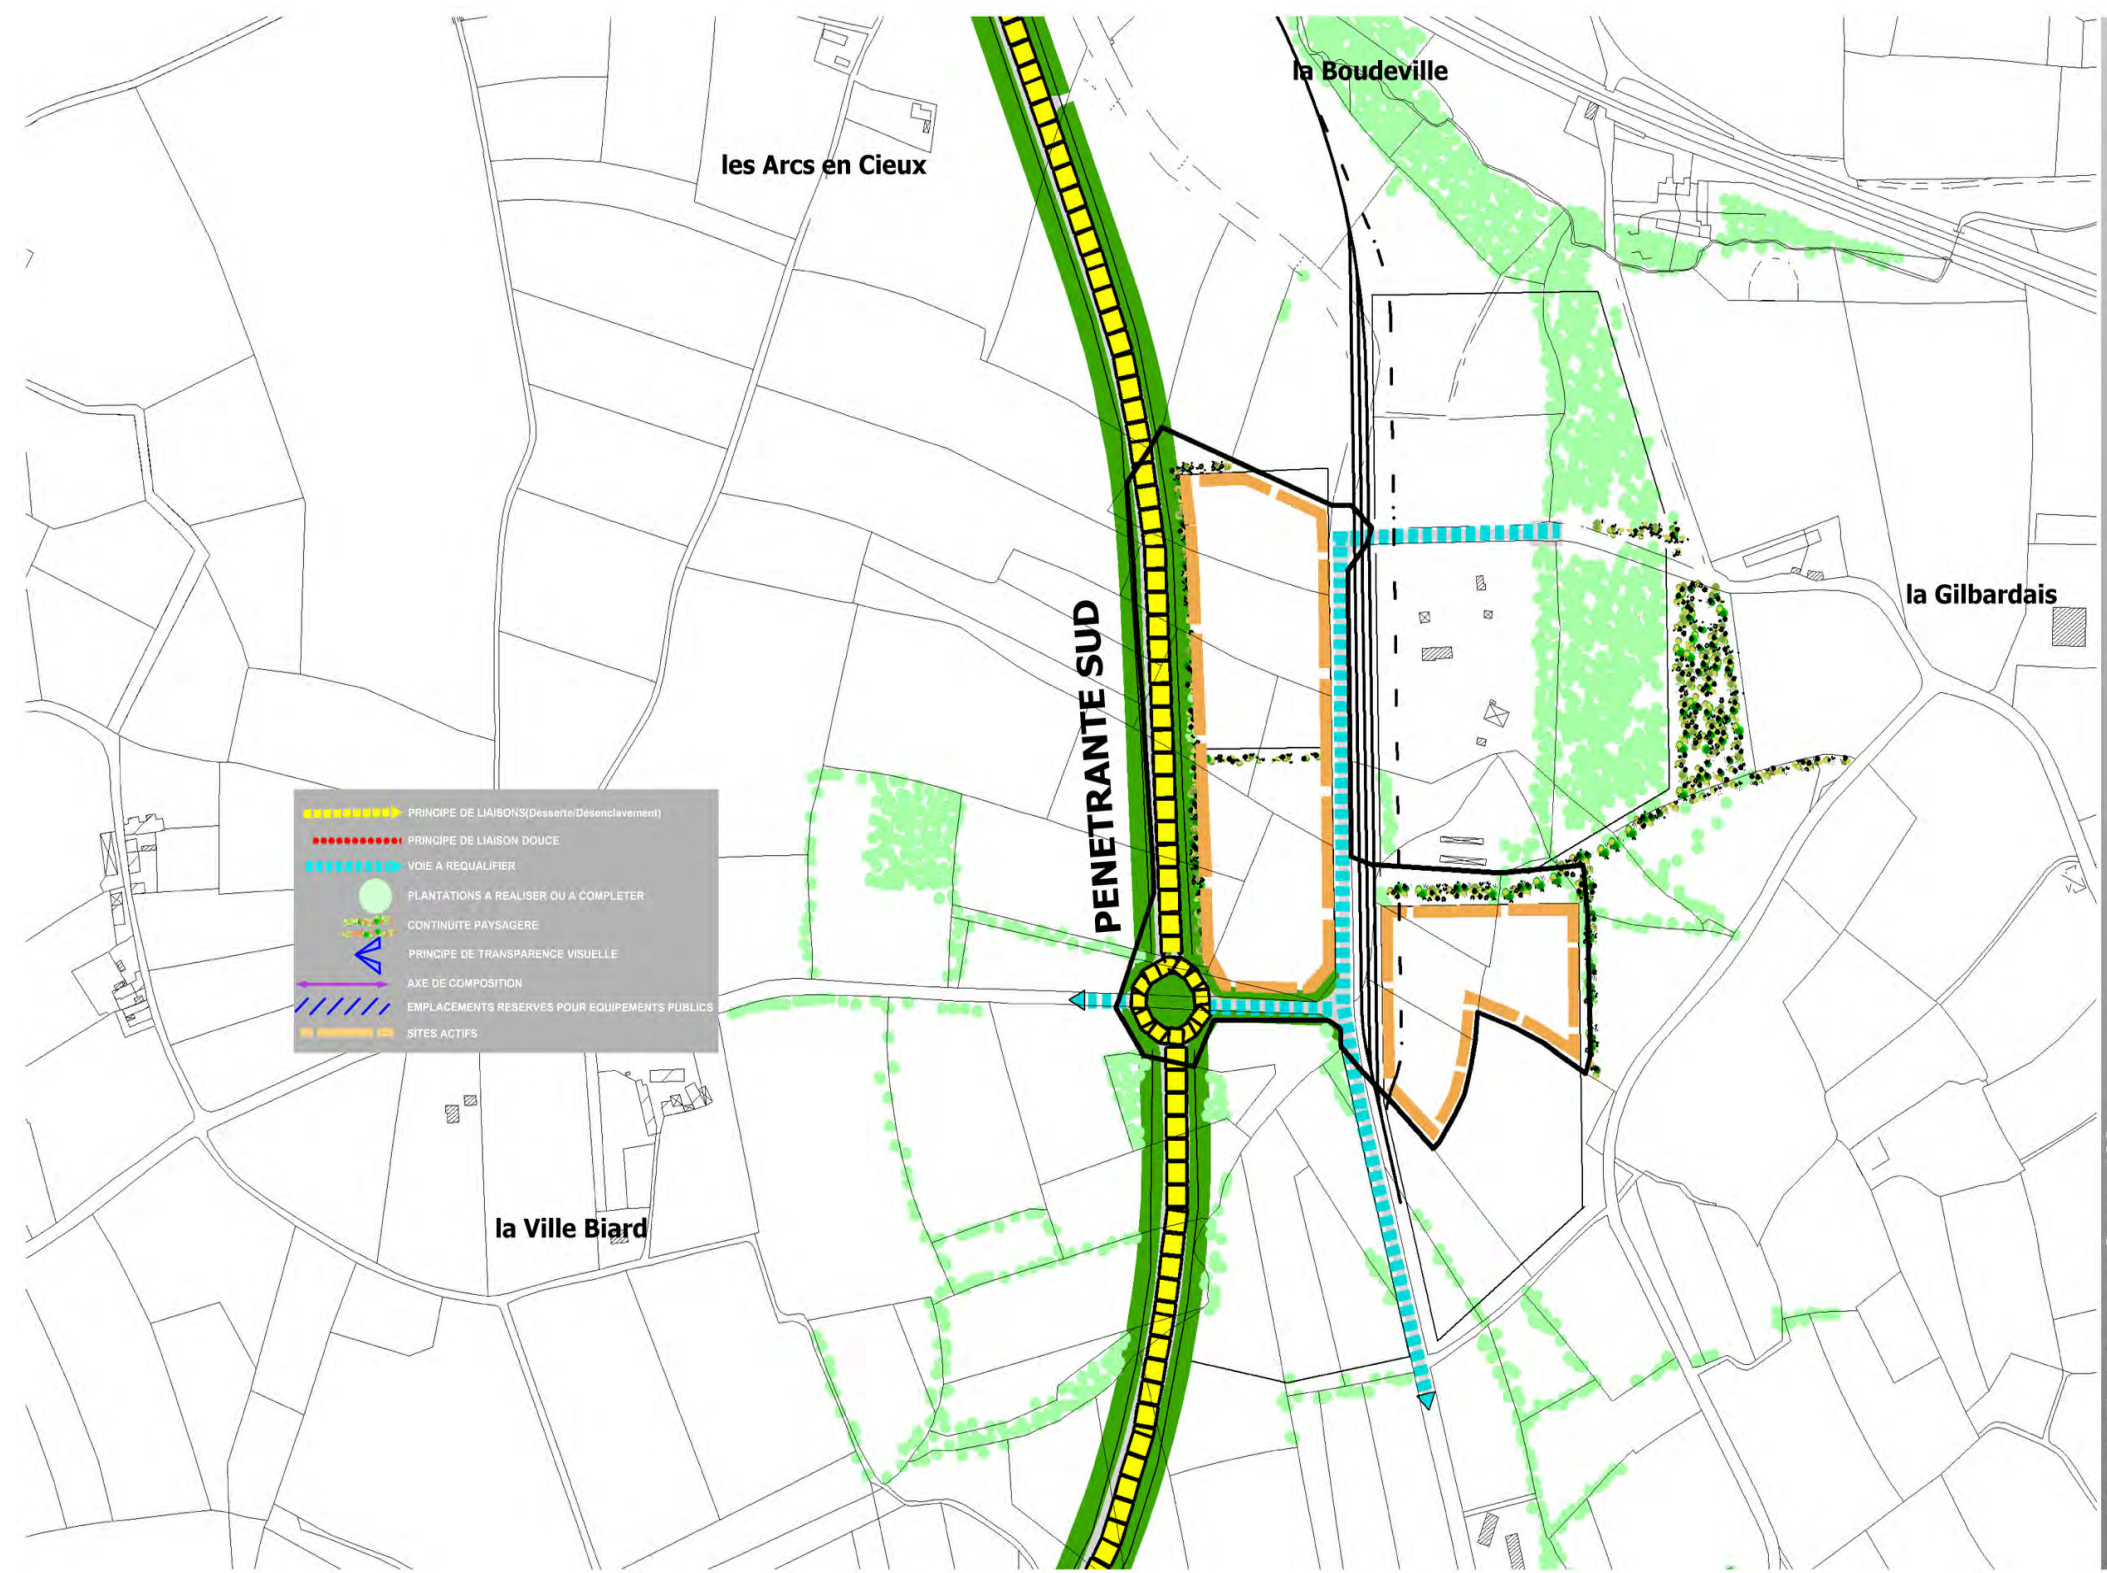 la Boudeville
les Arcs en Cieux
la Gilbardais
PENETRANTE SUD
PRINCIPE DE LIAISONS(Desserte/Désenclavement)
PRINCIPE DE LIAISON DOUCE
VOIE A REQUALIFIER
PLANTATIONS A REALISER OU A COMPLETER
CONTINUITE PAYSAGERE
PRINCIPE DE TRANSPARENCE VISUELLE
AXE DE COMPOSITION
EMPLACEMENTS RESERVES POUR EQUIPEMENTS PUBLICS
SITES ACTIFS
la Ville Biard